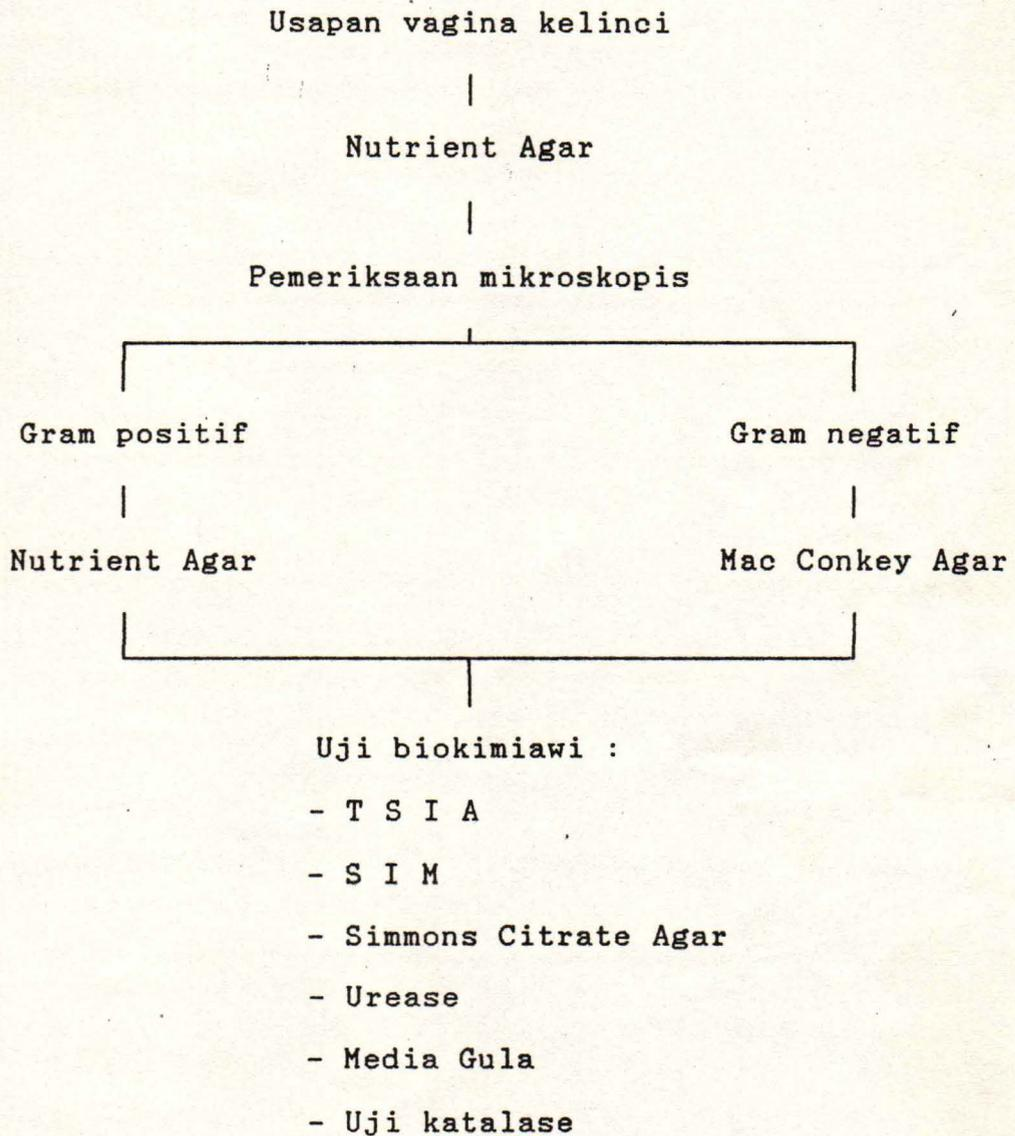 Usapan vagina kelinci
Nutrient Agar
Pemeriksaan mikroskopis
Gram positif
Gram negatif
Nutrient Agar
Mac Conkey Agar
Uji biokimiawi :
- T S I A
- S I M
- Simmons Citrate Agar
- Urease
- Media Gula
- Uji katalase